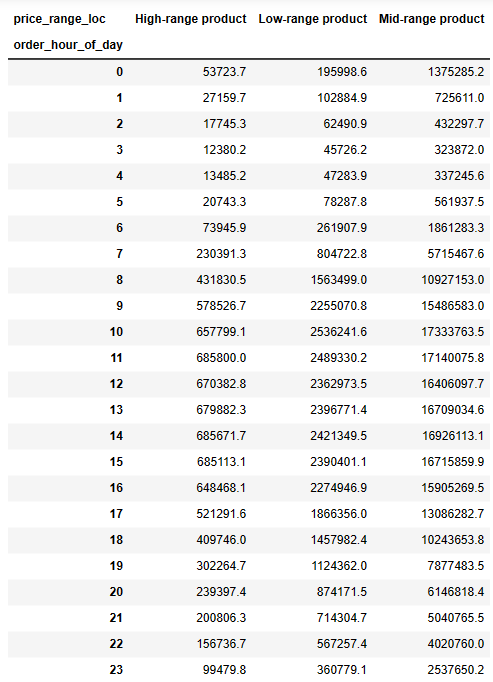 price_range_loc High-range product Low-range product Mid-range product
order_hour_of_day
0 53723.7 195998.6 1375285.2
1 27159.7 102884.9 725611.0
2 17745.3 62490.9 432297.7
3 12380.2 45726.2 323872.0
4 13485.2 47283.9 337245.6
5 20743.3 78287.8 561937.5
6 73945.9 261907.9 1861283.3
7 230391.3 804722.8 5715467.6
8 431830.5 1563499.0 10927153.0
9 578526.7 2255070.8 15486583.0
10 657799.1 2536241.6 17333763.5
11 685800.0 2489330.2 17140075.8
12 670382.8 2362973.5 16406097.7
13 679882.3 2396771.4 16709034.6
14 685671.7 2421349.5 16926113.1
15 685113.1 2390401.1 16715859.9
16 648468.1 2274946.9 15905269.5
17 521291.6 1866356.0 13086282.7
18 409746.0 1457982.4 10243653.8
19 302264.7 1124362.0 7877483.5
20 239397.4 874171.5 6146818.4
21 200806.3 714304.7 5040765.5
22 156736.7 567257.4 4020760.0
23 99479.8 360779.1 2537650.2